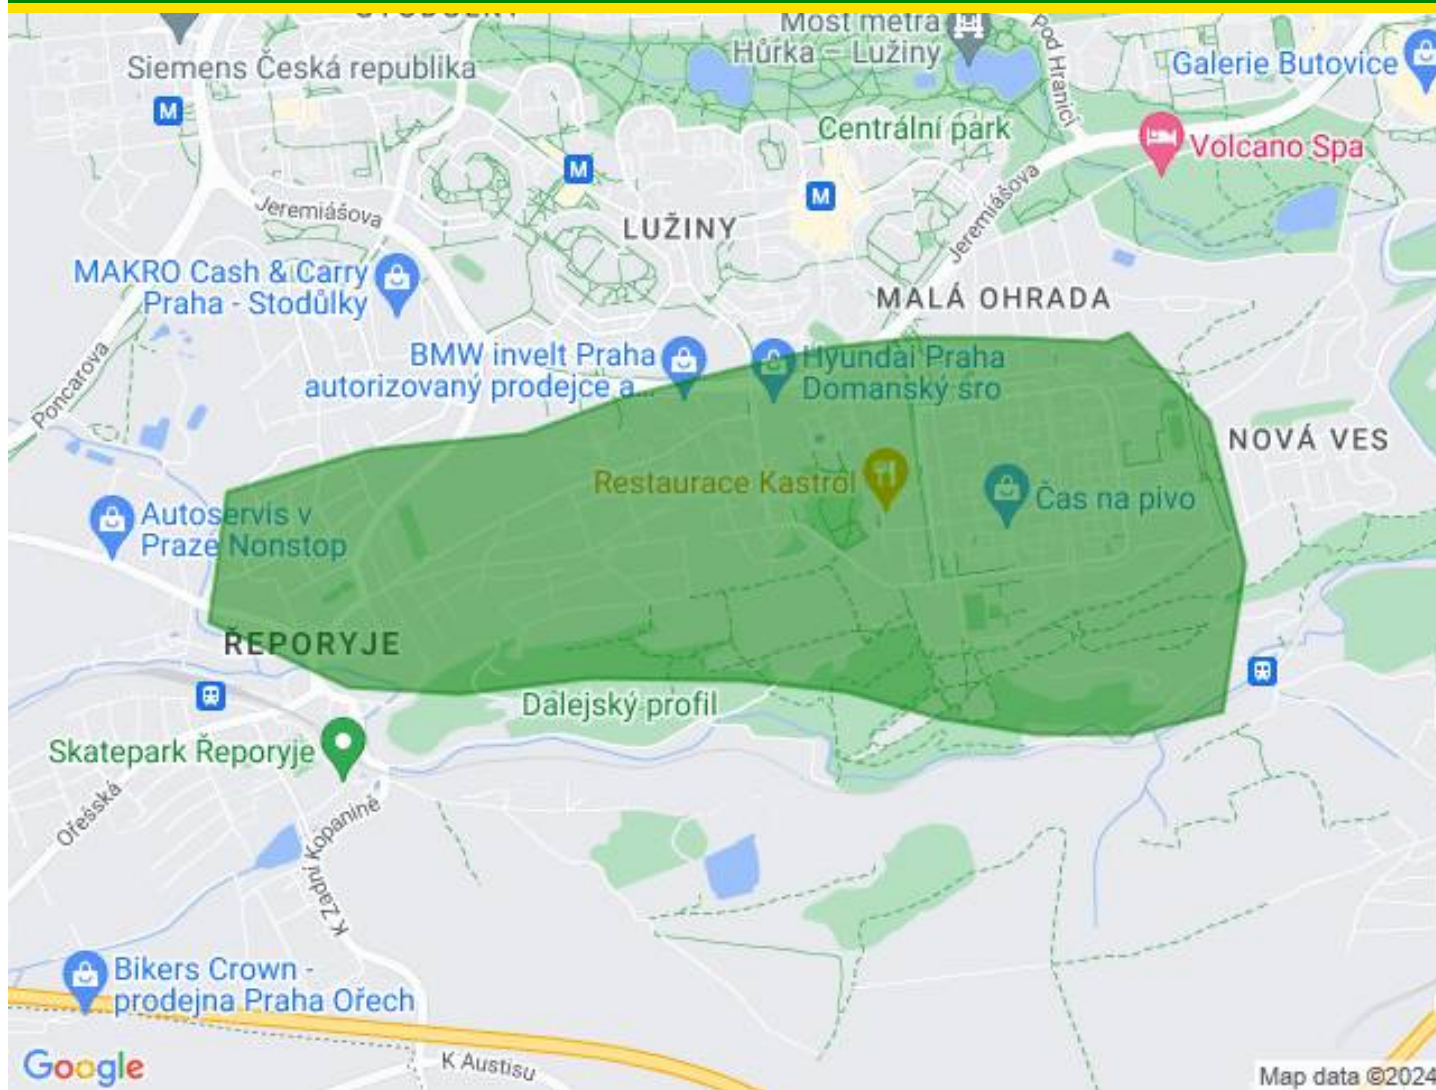 Most metra
Hůrka – Lužiny
Pod Hranicí
Siemens Česká republika
Galerie Butovice
M
Centrální park
Volcano Spa
M
M
Jeremiášova
LUŽINY
Jeremiášova
MAKRO Cash & Carry
Praha - Stodůlky
MALÁ OHRADA
Poncarova
BMW invelt Praha
autorizovaný prodejce a...
Hyundai Praha
Domanský sro
NOVÁ VES
Restaurace Kastrol
Čas na pivo
Autoservis v
Praze Nonstop
ŘEPORYJE
Dalejský profil
Skatepark Řeporyje
Ořešská
K Zadní Kopanině
Bikers Crown -
prodejna Praha Ořech
K Austisu
Google
Map data ©2024